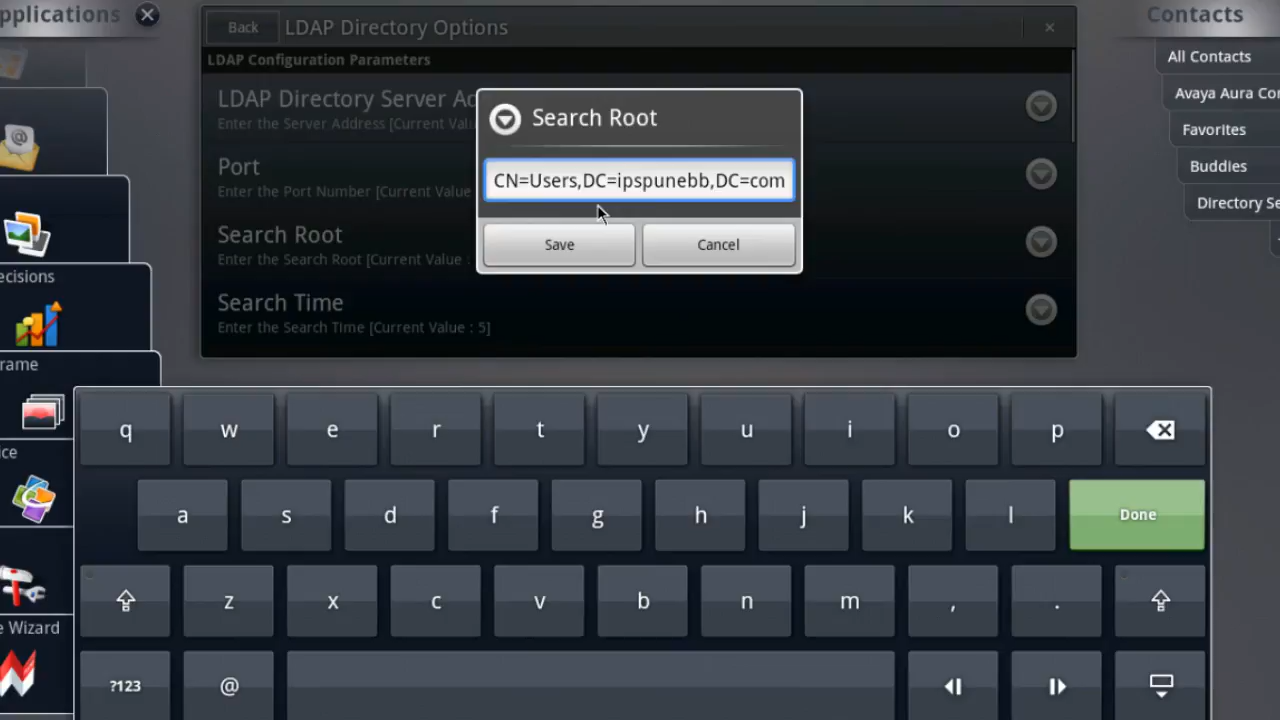 pplications
Back
LDAP Directory Options
Contacts
LDAP Configuration Parameters
All Contacts
LDAP Directory Server Ad
Enter the Server Address [Current Valu
Search Root
Avaya Aura Con
Favorites
Port
Enter the Port Number [Current Value
CN=Users,DC=ipspunebb,DC=com
Buddies
Directory Se
Search Root
Enter the Search Root [Current Value :
Save
Cancel
ecisions
Search Time
Enter the Search Time [Current Value : 5]
rame
q w e r t y u i o p
ice
a s d f g h j k l Done
z x c v b n m , .
e Wizard
?123 @